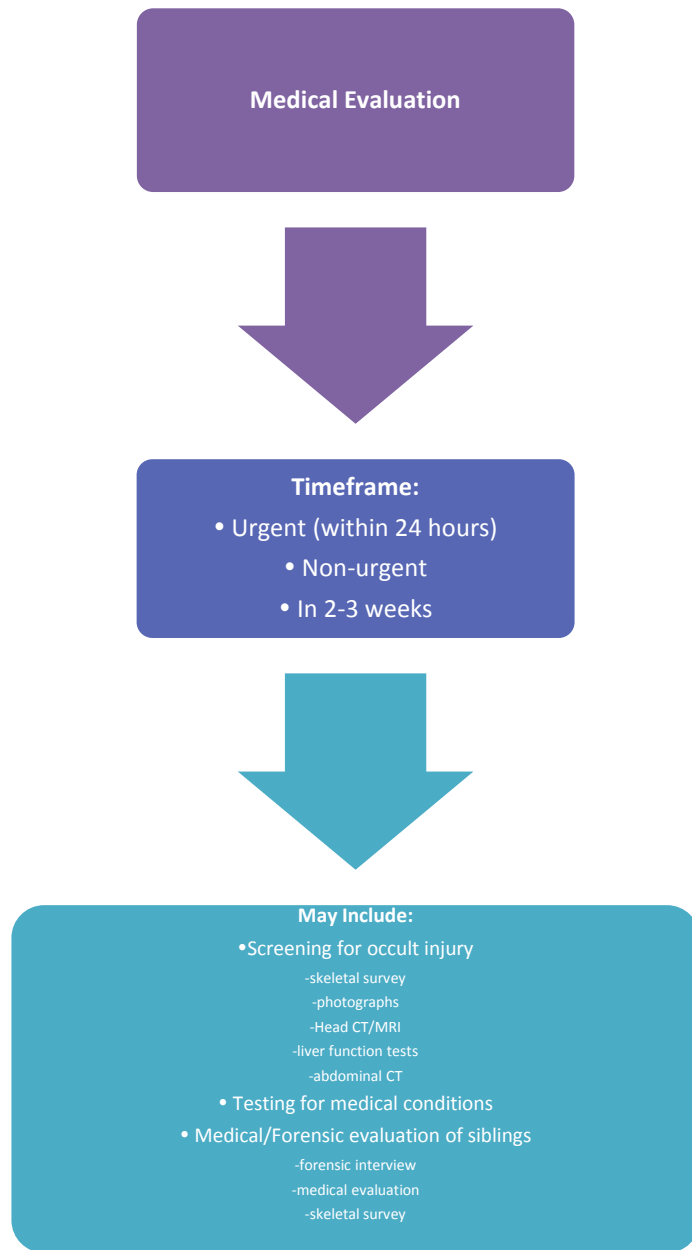 Medical Evaluation
Timeframe:
• Urgent (within 24 hours)
• Non-urgent
• In 2-3 weeks
May Include:
•Screening for occult injury
-skeletal survey
-photographs
-Head CT/MRI
-liver function tests
-abdominal CT
• Testing for medical conditions
• Medical/Forensic evaluation of siblings
-forensic interview
-medical evaluation
-skeletal survey